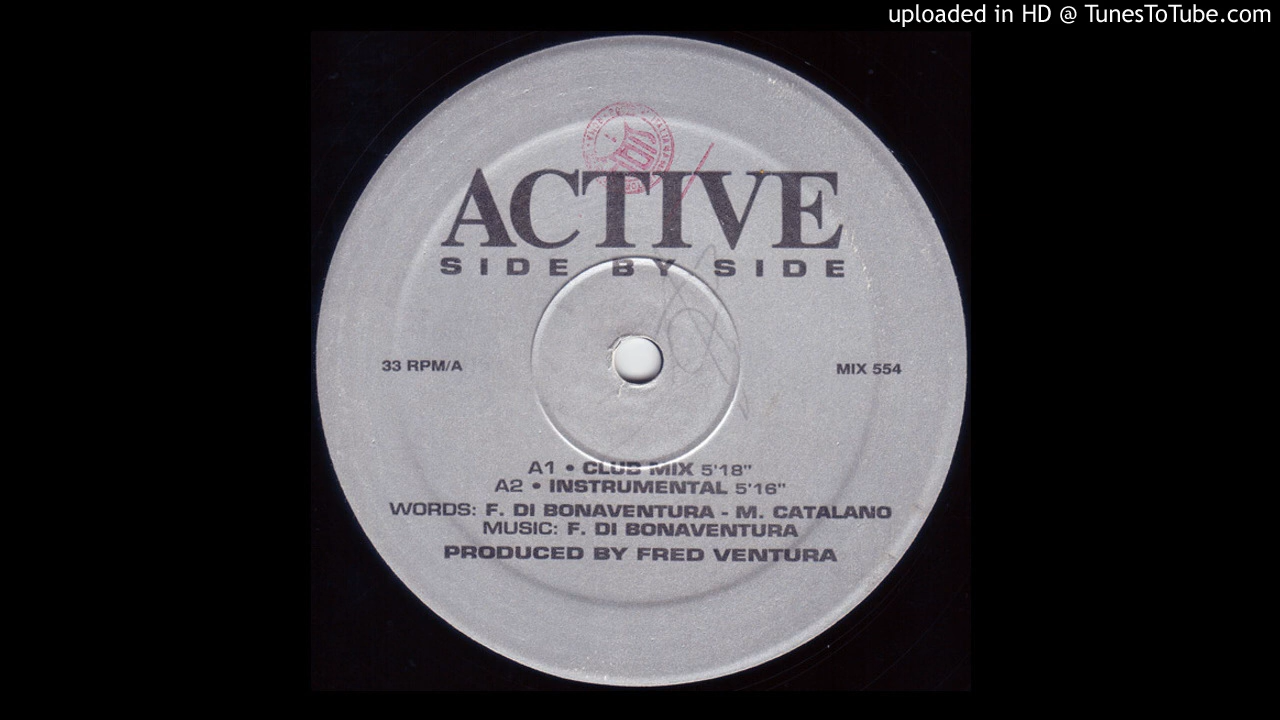 uploaded in HD @ TunesToTube.com
ACTIVE
SIDE BY SIDE
33 RPM/A
MIX 554
A1 • CLUB MIX 5'18"
A2 • INSTRUMENTAL 5'16"
WORDS: F. DI BONAVENTURA - M. CATALANO
MUSIC: F. DI BONAVENTURA
PRODUCED BY FRED VENTURA